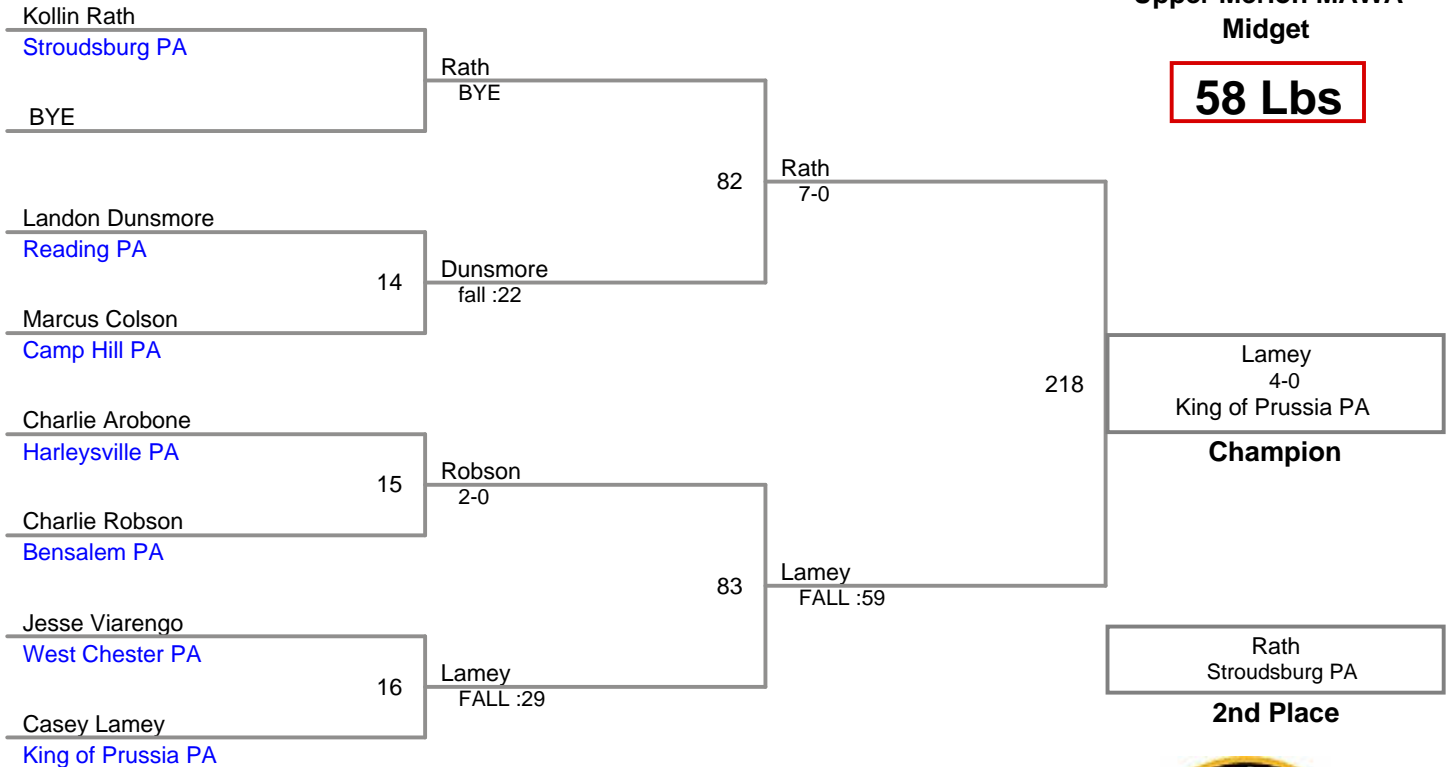 Upper Merion MAWA
Midget
58 Lbs
Kollin Rath
Stroudsburg PA
BYE
Rath
BYE
Landon Dunsmore
Reading PA
14
Marcus Colson
Camp Hill PA
Dunsmore
fall :22
82
Rath
7-0
Charlie Arobone
Harleysville PA
15
Charlie Robson
Bensalem PA
Robson
2-0
Jesse Viarengo
West Chester PA
16
Casey Lamey
King of Prussia PA
Lamey
FALL :29
83
Lamey
FALL :59
218
Lamey
4-0
King of Prussia PA
Champion
Rath
Stroudsburg PA
2nd Place